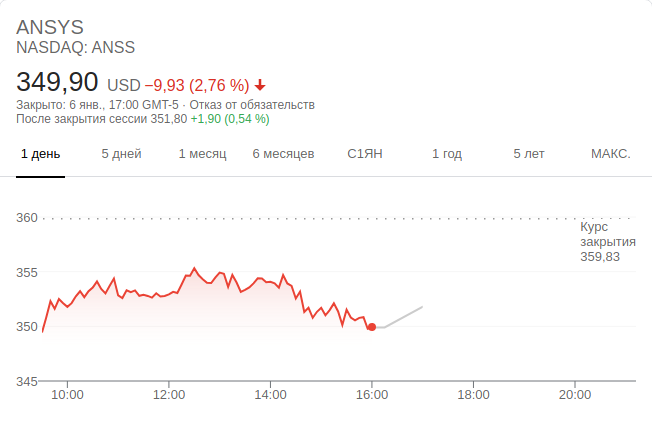 ANSYS
NASDAQ: ANSS
349,90 USD −9,93 (2,76 %)
Закрыто: 6 янв., 17:00 GMT-5 · Отказ от обязательств
После закрытия сессии 351,80 +1,90 (0,54 %)
1 день 5 дней 1 месяц 6 месяцев С1ЯН 1 год 5 лет МАКС.
360
Курс
закрытия
359,83
355
350
345
10:00 12:00 14:00 16:00 18:00 20:00